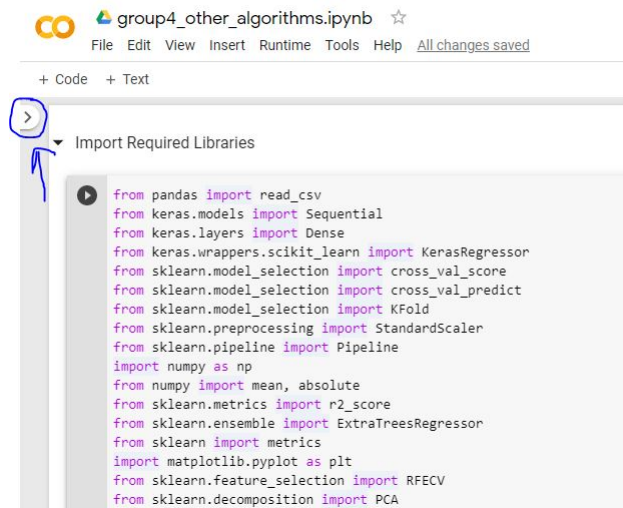 group4_other_algorithms.ipynb
File Edit View Insert Runtime Tools Help All changes saved
+ Code + Text
Import Required Libraries
from pandas import read_csv
from keras.models import Sequential
from keras.layers import Dense
from keras.wrappers.scikit_learn import KerasRegressor
from sklearn.model_selection import cross_val_score
from sklearn.model_selection import cross_val_predict
from sklearn.model_selection import KFold
from sklearn.preprocessing import StandardScaler
from sklearn.pipeline import Pipeline
import numpy as np
from numpy import mean, absolute
from sklearn.metrics import r2_score
from sklearn.ensemble import ExtraTreesRegressor
from sklearn import metrics
import matplotlib.pyplot as plt
from sklearn.feature_selection import RFECV
from sklearn.decomposition import PCA